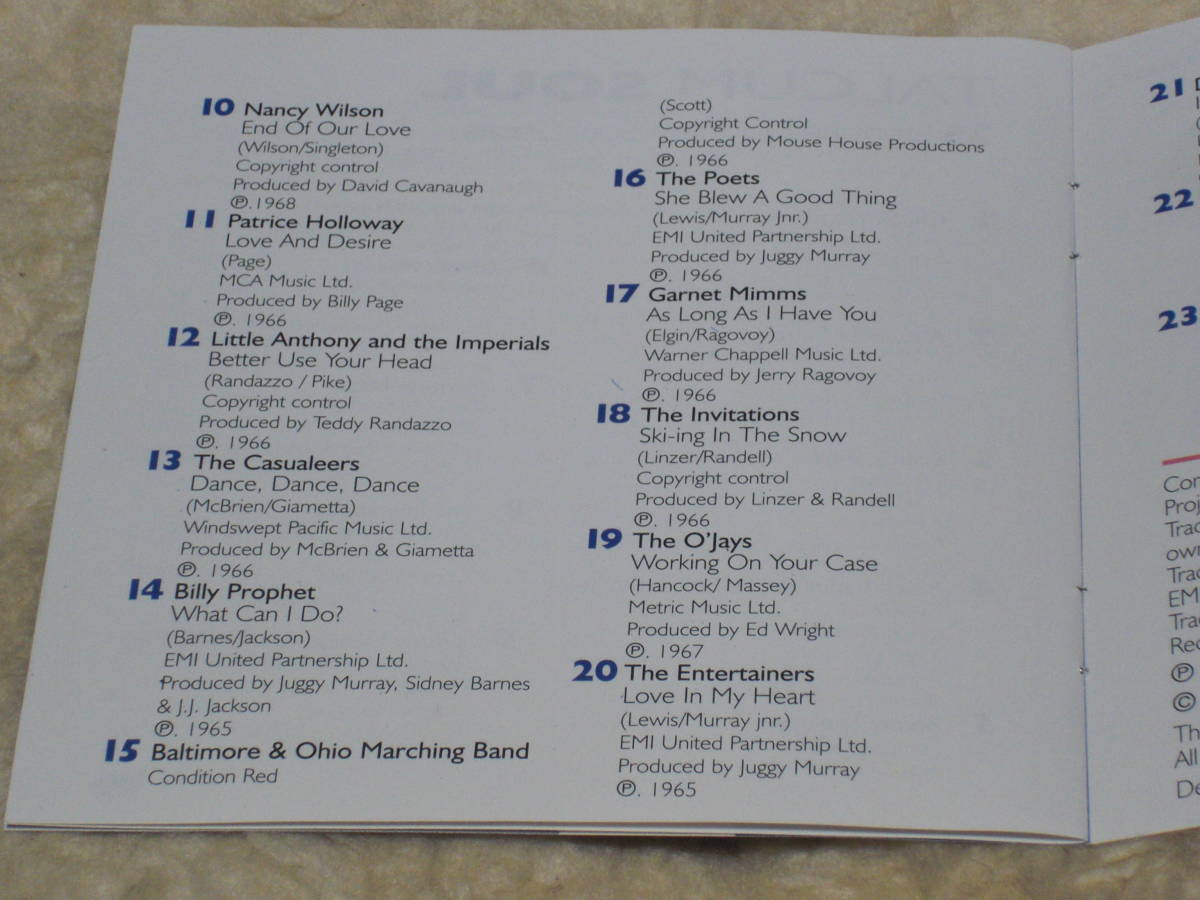 10 Nancy Wilson
End Of Our Love
(Wilson/Singleton)
Copyright control
Produced by David Cavanaugh
℗.1968
11 Patrice Holloway
Love And Desire
(Page)
MCA Music Ltd.
Produced by Billy Page
℗. 1966
12 Little Anthony and the Imperials
Better Use Your Head
(Randazzo / Pike)
Copyright control
Produced by Teddy Randazzo
℗. 1966
13 The Casualeers
Dance, Dance, Dance
(McBrien/Giametta)
Windswept Pacific Music Ltd.
Produced by McBrien & Giametta
℗. 1966
14 Billy Prophet
What Can I Do?
(Barnes/Jackson)
EMI United Partnership Ltd.
Produced by Juggy Murray, Sidney Barnes
& J.J. Jackson
℗. 1965
15 Baltimore & Ohio Marching Band
Condition Red
(Scott)
Copyright Control
Produced by Mouse House Productions
℗. 1966
16 The Poets
She Blew A Good Thing
(Lewis/Murray Jnr.)
EMI United Partnership Ltd.
Produced by Juggy Murray
℗. 1966
17 Garnet Mimms
As Long As I Have You
(Elgin/Ragovoy)
Warner Chappell Music Ltd.
Produced by Jerry Ragovoy
℗. 1966
18 The Invitations
Ski-ing In The Snow
(Linzer/Randell)
Copyright control
Produced by Linzer & Randell
℗. 1966
19 The O'Jays
Working On Your Case
(Hancock/ Massey)
Metric Music Ltd.
Produced by Ed Wright
℗. 1967
20 The Entertainers
Love In My Heart
(Lewis/Murray jnr.)
EMI United Partnership Ltd.
Produced by Juggy Murray
℗. 1965
21
22
23
EMI
℗
©
All